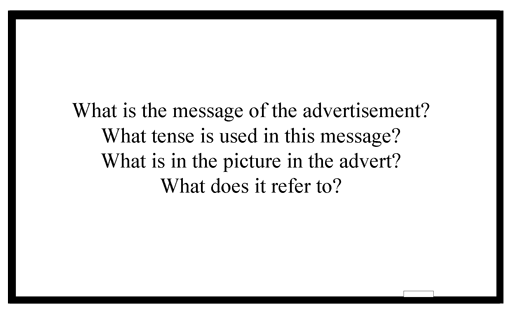 What is the message of the advertisement?
What tense is used in this message?
What is in the picture in the advert?
What does it refer to?